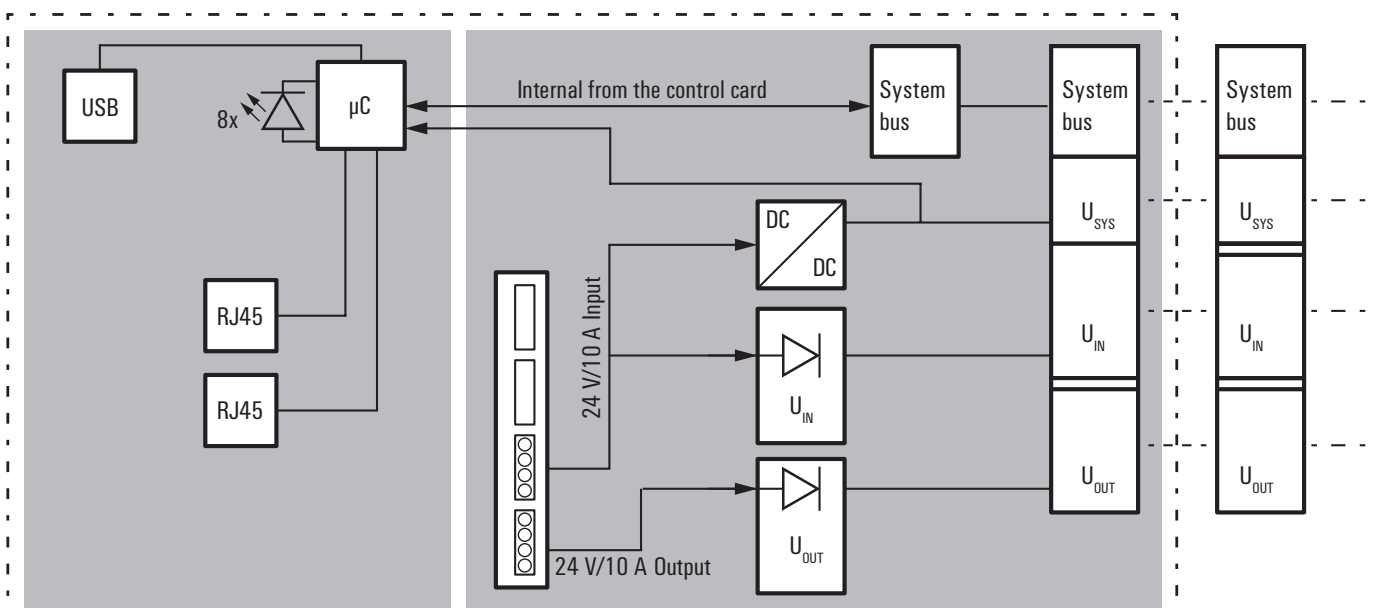 USB
8x
µC
Internal from the control card
System
bus
System
bus
System
bus
DC
DC
U SYS
U SYS
RJ45
RJ45
24 V/10 A Input
U IN
U IN
U IN
24 V/10 A Output
U OUT
U OUT
U OUT